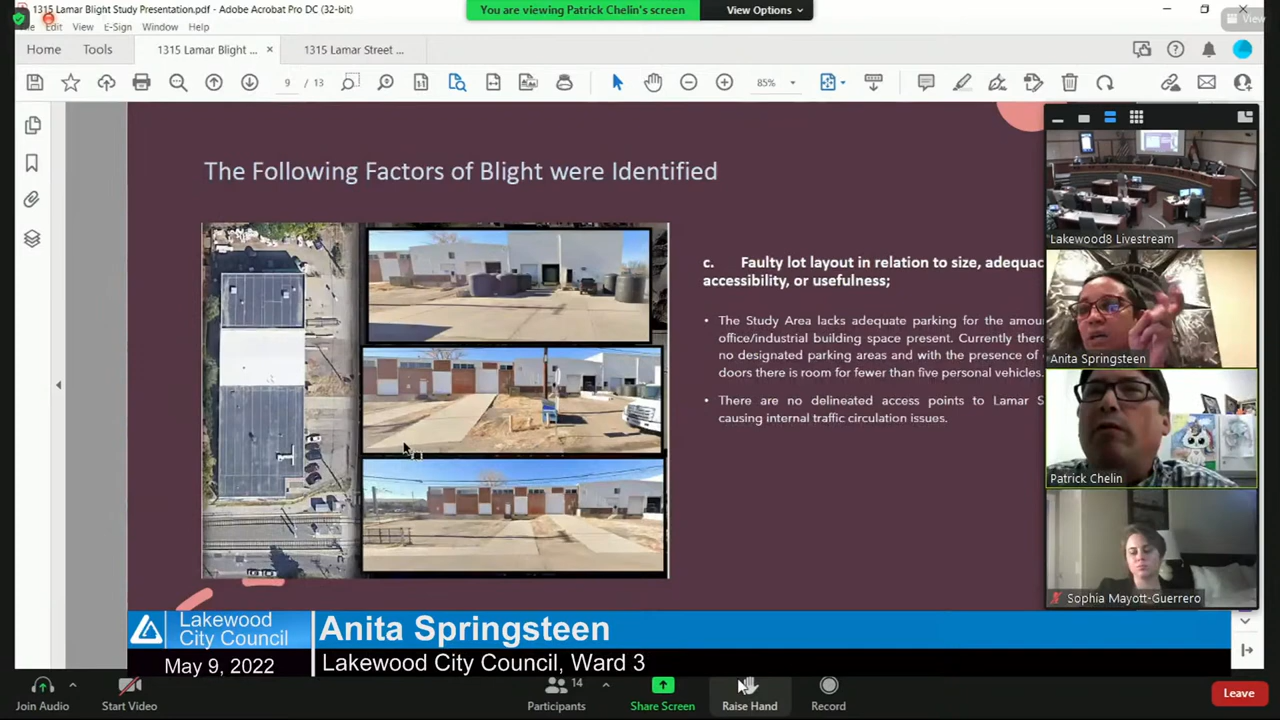 1315 Lamar Blight Study Presentation.pdf - Adobe Acrobat Pro DC (32-bit)
You are viewing Patrick Chelin's screen
View Options
View
Edit View E-Sign Window Help
Home Tools 1315 Lamar Blight ... × 1315 Lamar Street ...
9 / 13 85%
The Following Factors of Blight were Identified
c. Faulty lot layout in relation to size, adequac
accessibility, or usefulness;
• The Study Area lacks adequate parking for the amou
office/industrial building space present. Currently there
no designated parking areas and with the presence of
doors there is room for fewer than five personal vehicles.
• There are no delineated access points to Lamar S
causing internal traffic circulation issues.
Lakewood8 Livestream
Anita Springsteen
Patrick Chelin
Sophia Mayott-Guerrero
Lakewood
City Council
May 9, 2022
Anita Springsteen
Lakewood City Council, Ward 3
Join Audio
Start Video
14
Participants
Share Screen
Raise Hand
Record
Leave